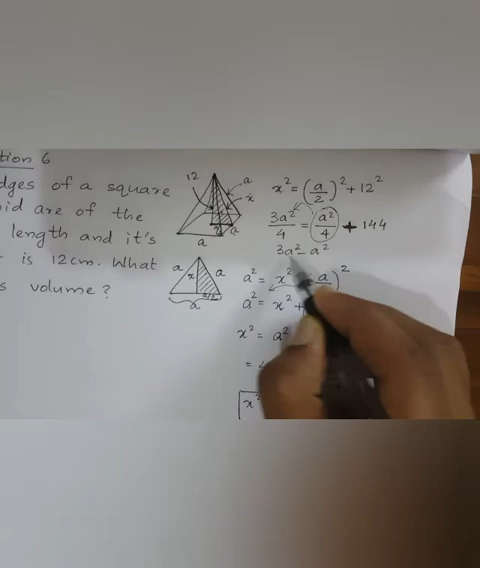 tion 6
dges of a square
id are of the
length and it's
is 12cm. What
s volume?
12
a
x
a
a
a
x
a
a/2
a
x² = (a/2)² + 12²
3a²/4 = a²/4 + 144
3a² - a²
a² = x² + (a/2)²
a² = x² +
x² = a²
=
x²